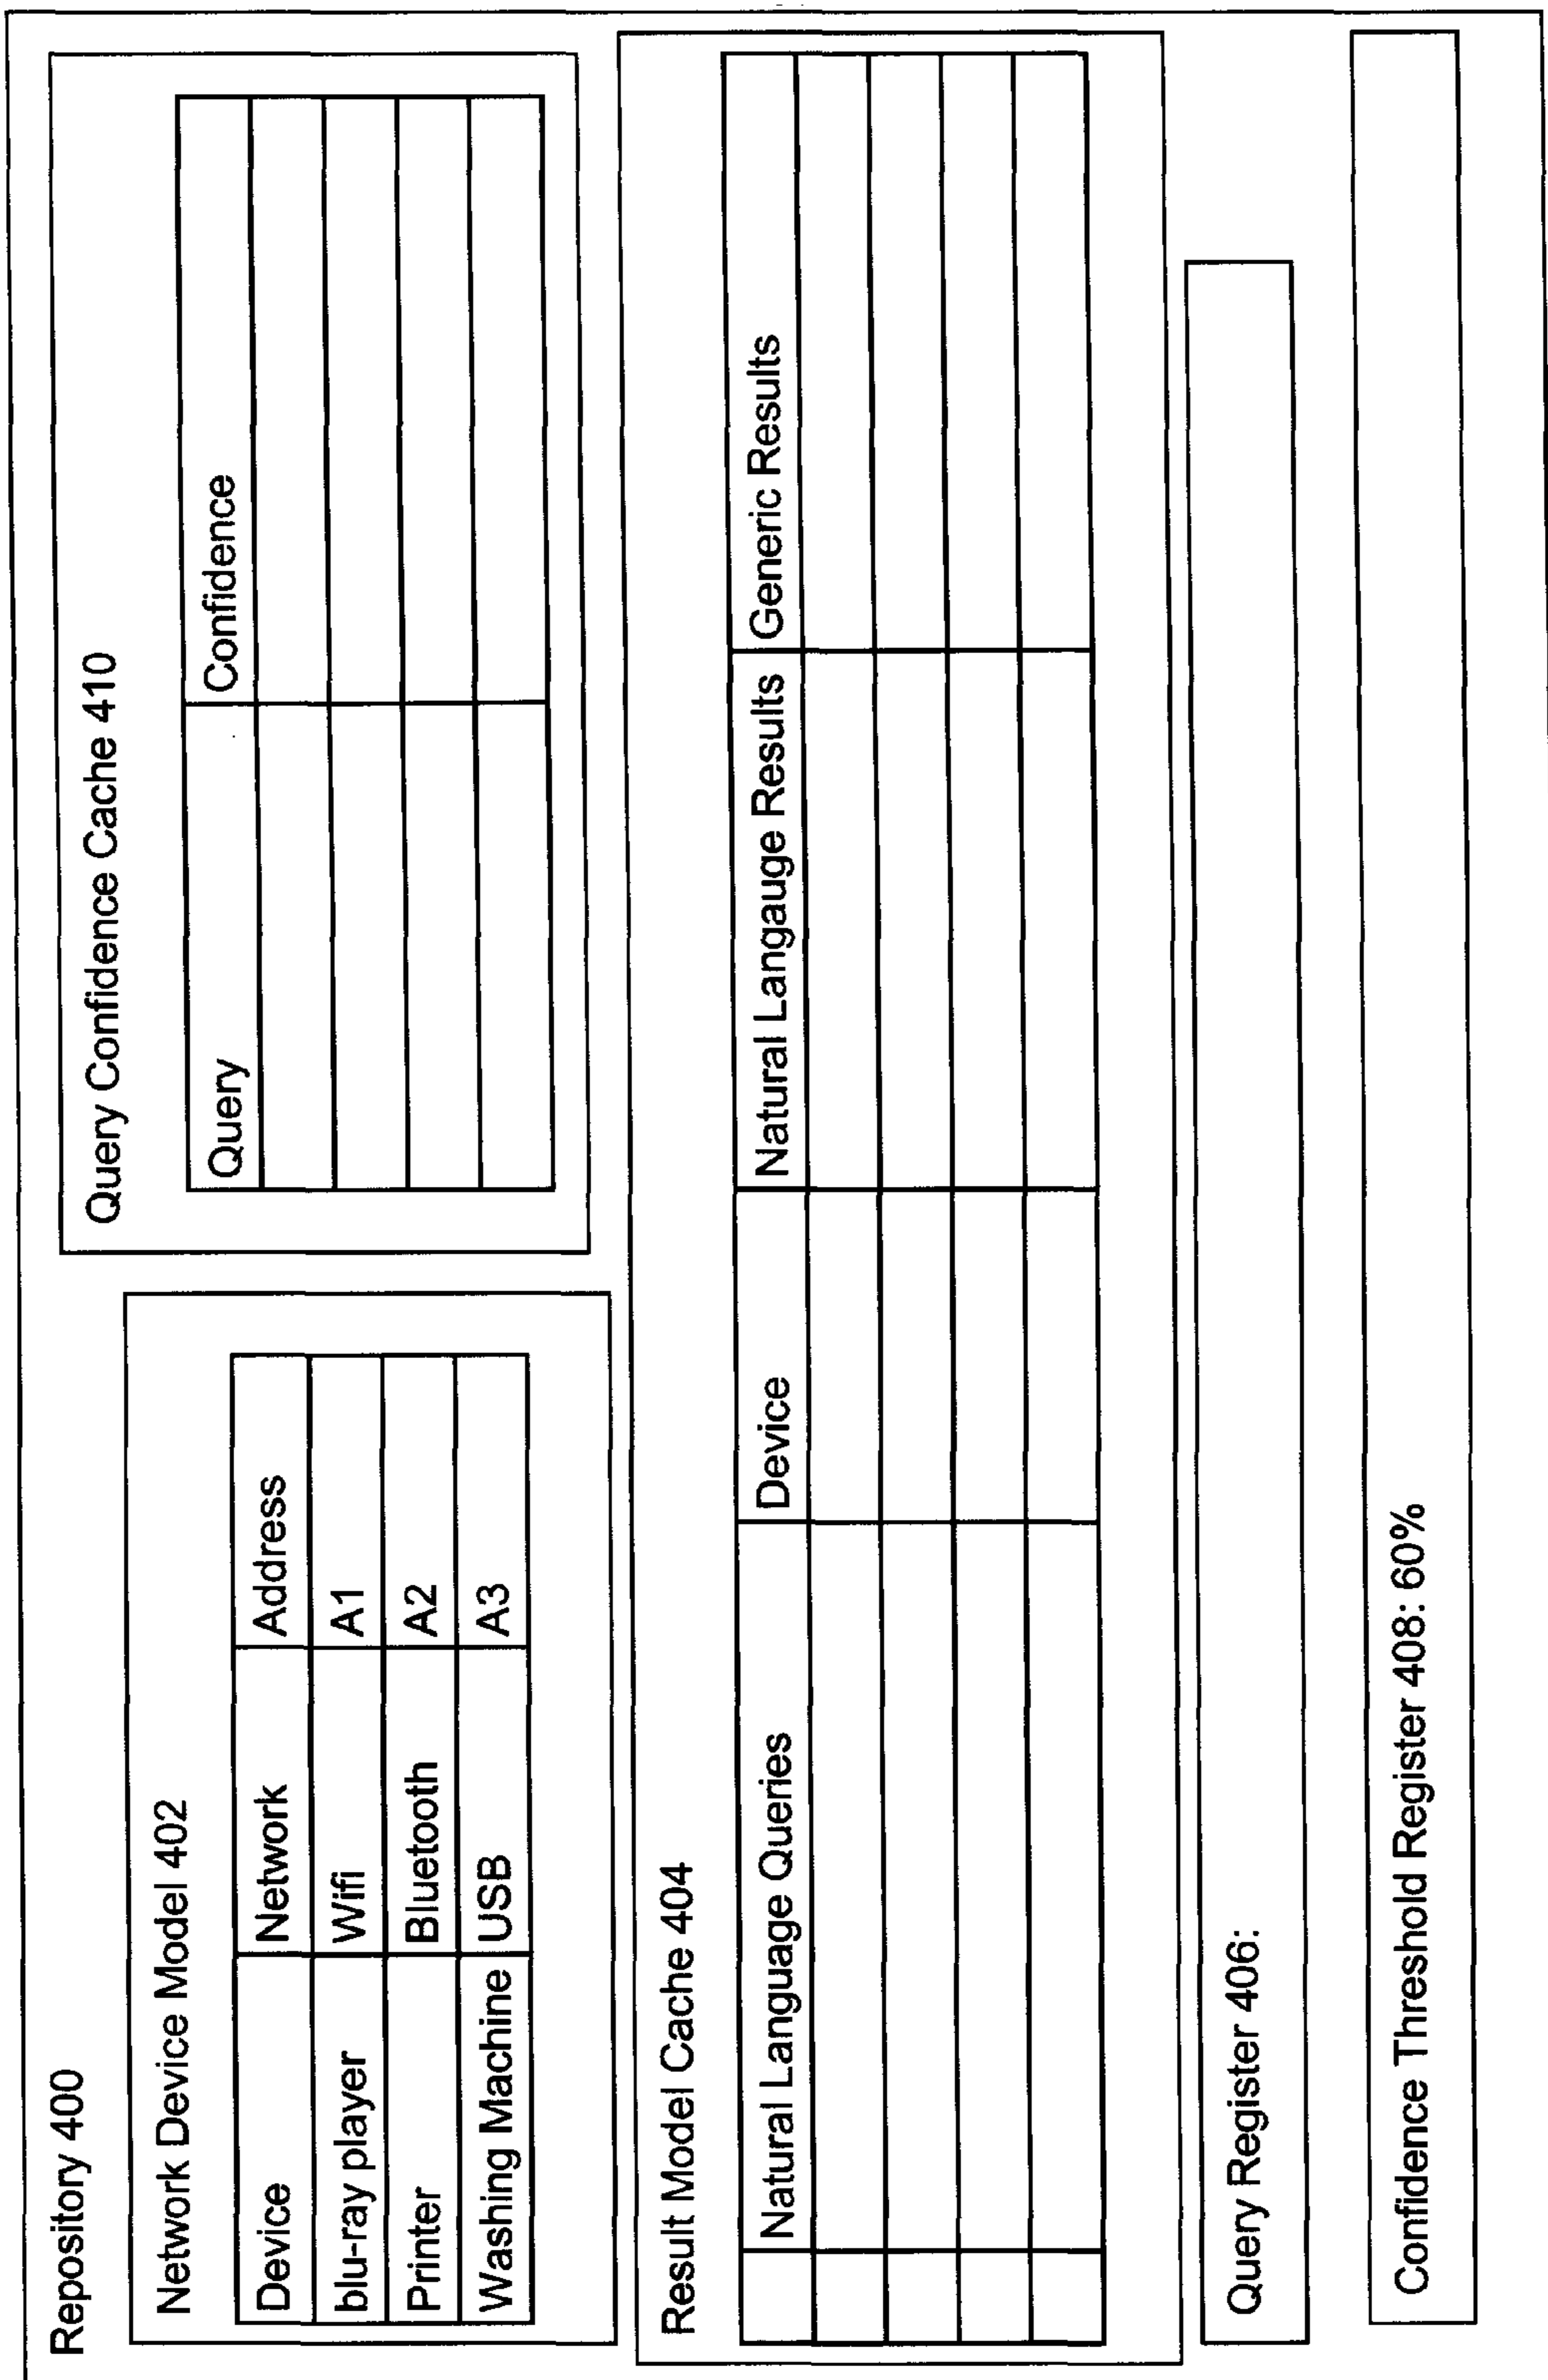 Repository 400
Network Device Model 402
Device Network Address
blu-ray player Wifi A1
Printer Bluetooth A2
Washing Machine USB A3
Query Confidence Cache 410
Query Confidence
Result Model Cache 404
Natural Language Queries Device Natural Langauge Results Generic Results
Query Register 406:
Confidence Threshold Register 408: 60%